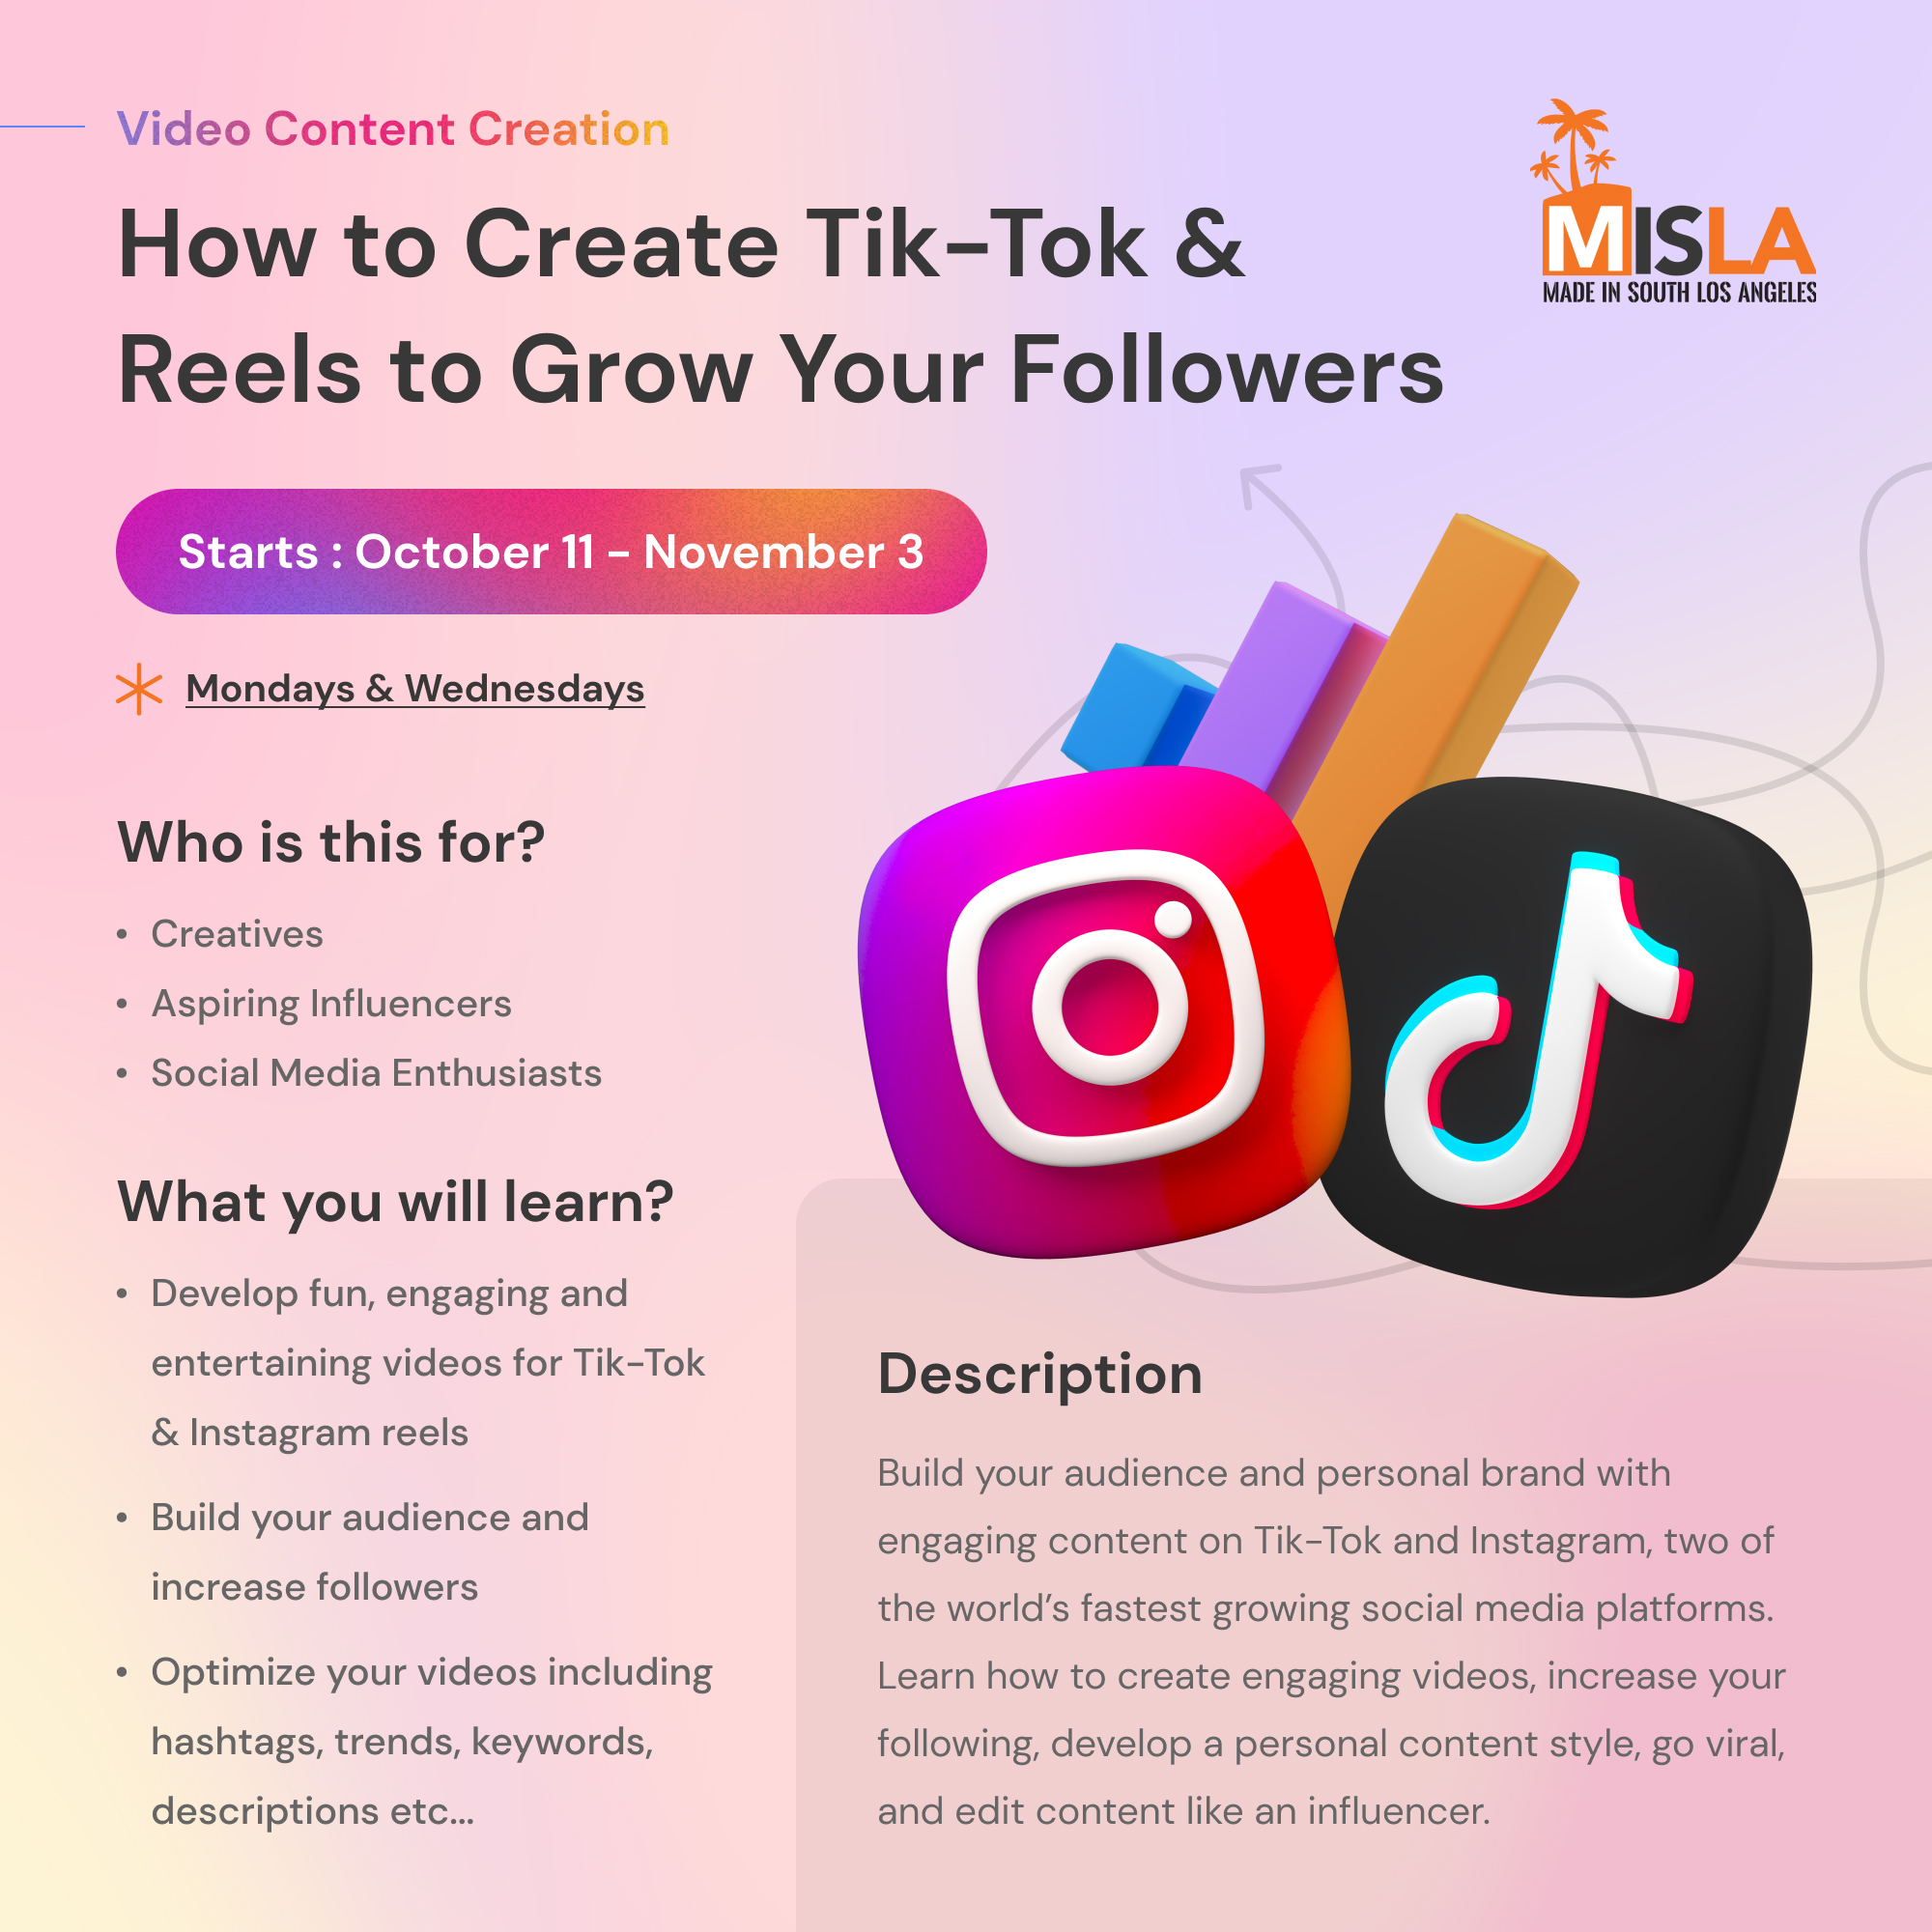 Video Content Creation
How to Create Tik-Tok &
Reels to Grow Your Followers
MISLA
MADE IN SOUTH LOS ANGELES
Starts : October 11 - November 3
Mondays & Wednesdays
Who is this for?
• Creatives
• Aspiring Influencers
• Social Media Enthusiasts
What you will learn?
• Develop fun, engaging and
entertaining videos for Tik-Tok
& Instagram reels
• Build your audience and
increase followers
• Optimize your videos including
hashtags, trends, keywords,
descriptions etc...
Description
Build your audience and personal brand with
engaging content on Tik-Tok and Instagram, two of
the world’s fastest growing social media platforms.
Learn how to create engaging videos, increase your
following, develop a personal content style, go viral,
and edit content like an influencer.